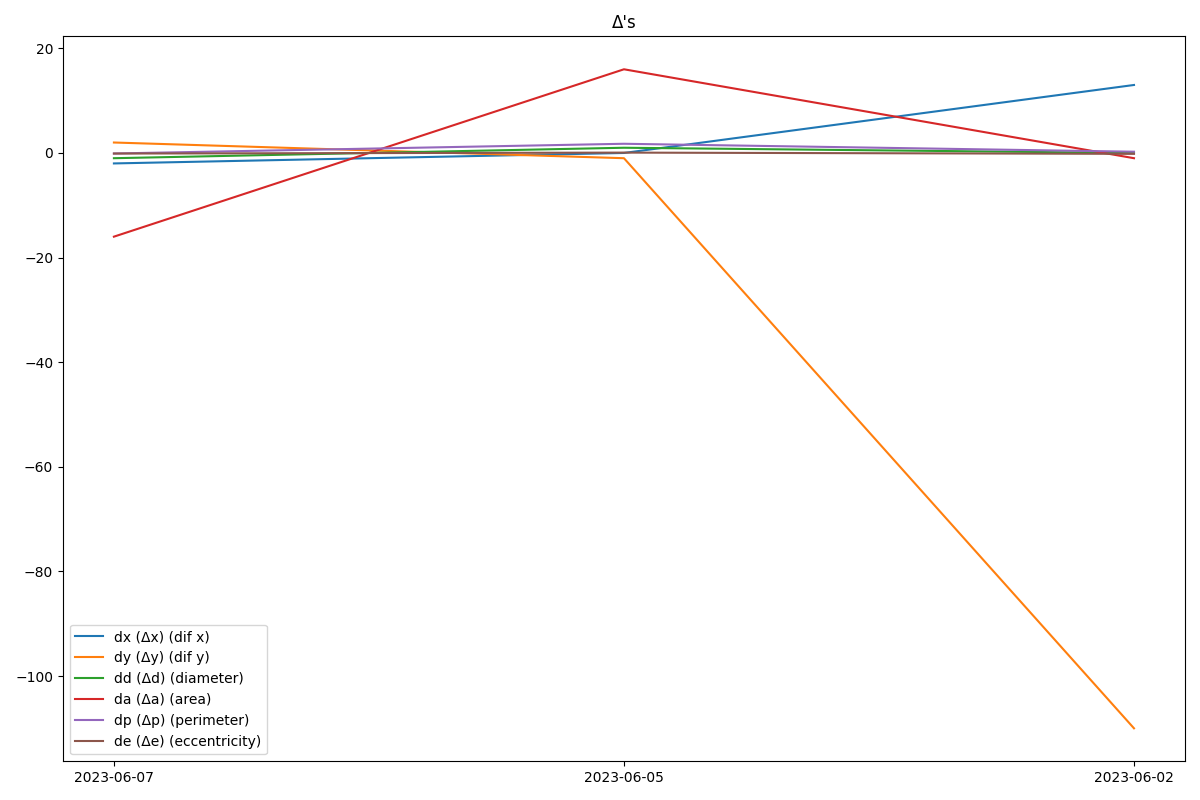 Δ's
20
0
−20
−40
−60
−80
−100
dx (Δx) (dif x)
dy (Δy) (dif y)
dd (Δd) (diameter)
da (Δa) (area)
dp (Δp) (perimeter)
de (Δe) (eccentricity)
2023-06-07 2023-06-05 2023-06-02